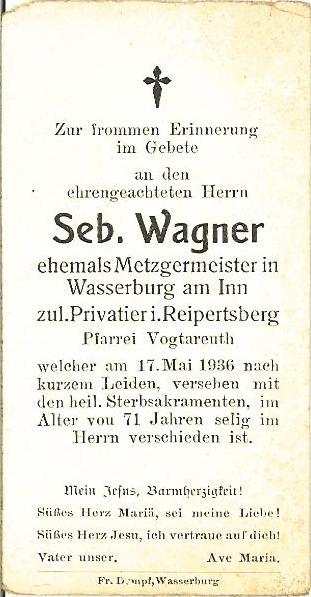 Zur frommen Erinnerung
im Gebete
an den
ehrengeachteten Herrn
Seb. Wagner
ehemals Metzgermeister in
Wasserburg am Inn
zul. Privatier i. Reipertsberg
Pfarrei Vogtareuth
welcher am 17. Mai 1936 nach
kurzem Leiden, versehen mit
den heil. Sterbsakramenten, im
Alter von 71 Jahren selig im
Herrn verschieden ist.
Mein Jesus, Barmherzigkeit!
Süßes Herz Mariä, sei meine Liebe!
Süßes Herz Jesu, ich vertraue auf dich!
Vater unser. Ave Maria.
Fr. Dempf, Wasserburg